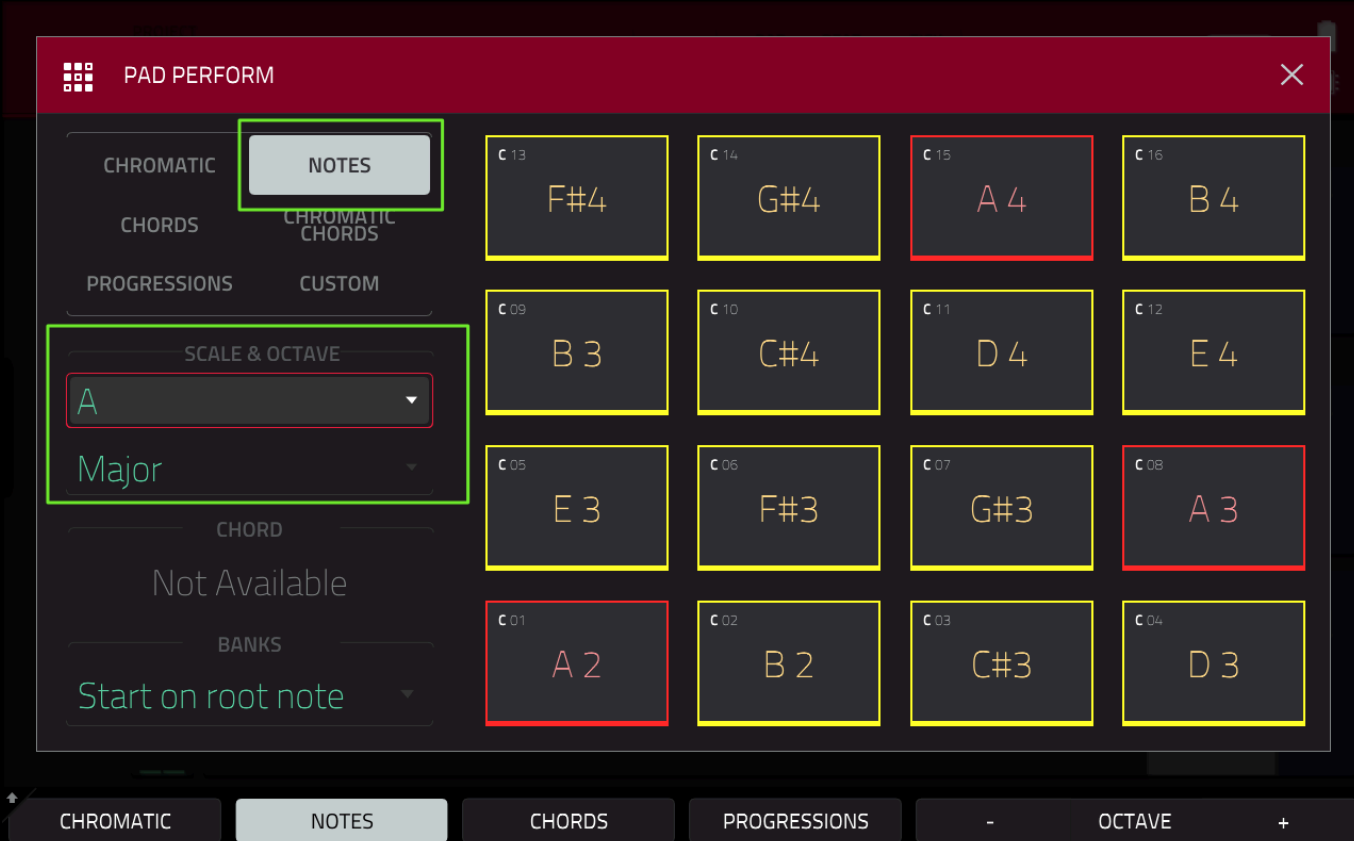 PAD PERFORM
CHROMATIC
NOTES
CHORDS
CHROMATIC
CHORDS
PROGRESSIONS
CUSTOM
SCALE & OCTAVE
A
Major
CHORD
Not Available
BANKS
Start on root note
C 13
F#4
C 14
G#4
C 15
A 4
C 16
B 4
C 09
B 3
C 10
C#4
C 11
D 4
C 12
E 4
C 05
E 3
C 06
F#3
C 07
G#3
C 08
A 3
C 01
A 2
C 02
B 2
C 03
C#3
C 04
D 3
CHROMATIC
NOTES
CHORDS
PROGRESSIONS
- OCTAVE +